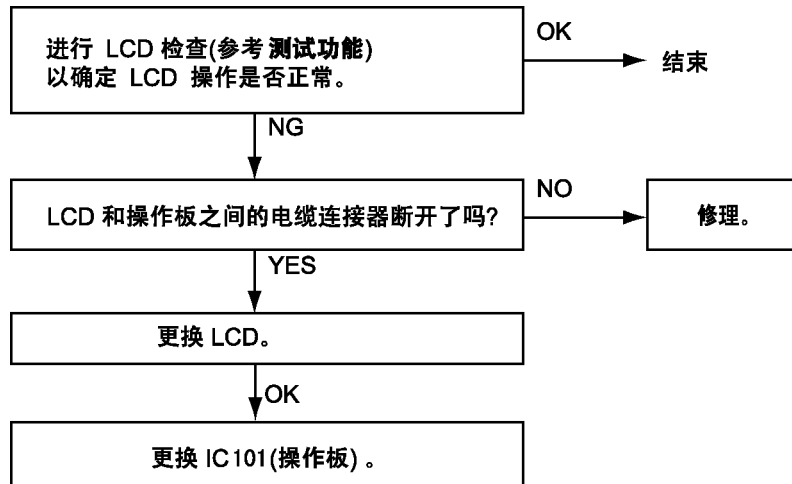 进行 LCD 检查(参考测试功能)
以确定 LCD 操作是否正常。
OK
结束
NG
LCD 和操作板之间的电缆连接器断开了吗?
NO
修理。
YES
更换 LCD。
OK
更换 IC101(操作板)。